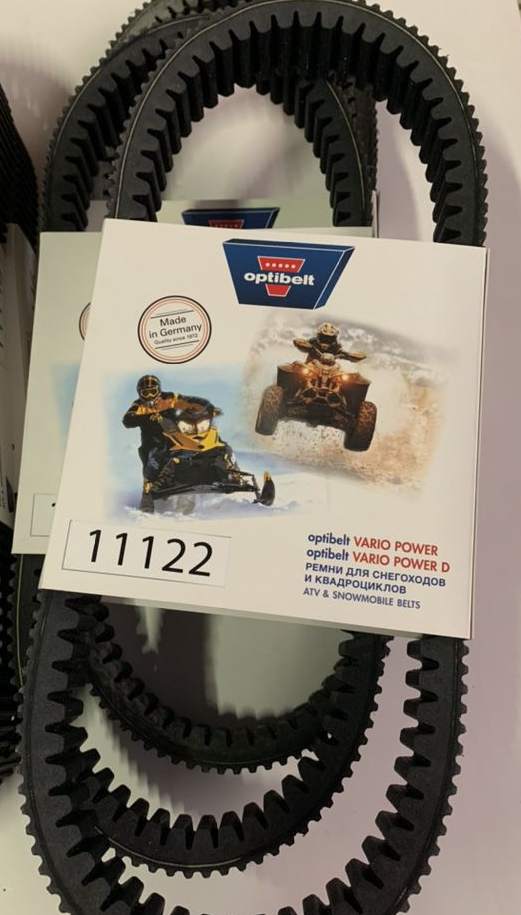 optibelt
Made
in Germany
Quality since 1872
11122
optibelt VARIO POWER
optibelt VARIO POWER D
РЕМНИ ДЛЯ СНЕГОХОДОВ
И КВАДРОЦИКЛОВ
ATV & SNOWMOBILE BELTS